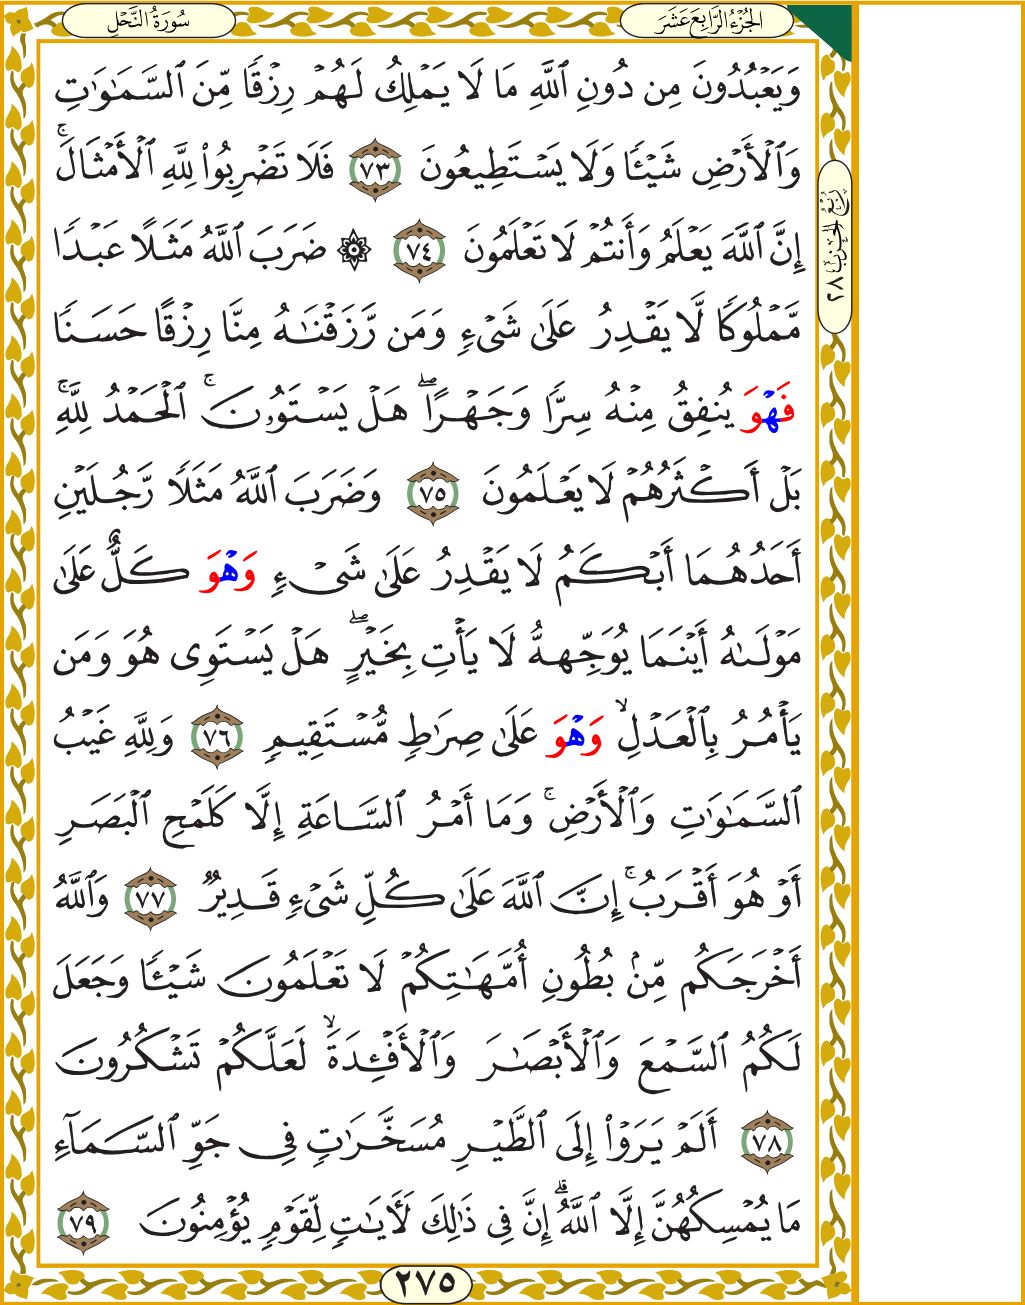 الجُزْءُ الرَّابِعَ عَشَرَ
سُورَةُ النَّحْلِ
وَيَعْبُدُونَ مِن دُونِ ٱللَّهِ مَا لَا يَمْلِكُ لَهُمْ رِزْقًا مِّنَ ٱلسَّمَٰوَٰتِ
وَٱلْأَرْضِ شَيْـًٔا وَلَا يَسْتَطِيعُونَ ٧٣ فَلَا تَضْرِبُوا۟ لِلَّهِ ٱلْأَمْثَالَ ۚ
إِنَّ ٱللَّهَ يَعْلَمُ وَأَنتُمْ لَا تَعْلَمُونَ ٧٤ ۞ ضَرَبَ ٱللَّهُ مَثَلًا عَبْدًا
مَّمْلُوكًا لَّا يَقْدِرُ عَلَىٰ شَىْءٍ وَمَن رَّزَقْنَٰهُ مِنَّا رِزْقًا حَسَنًا
فَهْوَ يُنفِقُ مِنْهُ سِرًّا وَجَهْرًا ۖ هَلْ يَسْتَوُۥنَ ۚ ٱلْحَمْدُ لِلَّهِ ۚ
بَلْ أَكْثَرُهُمْ لَا يَعْلَمُونَ ٧٥ وَضَرَبَ ٱللَّهُ مَثَلًا رَّجُلَيْنِ
أَحَدُهُمَا أَبْكَمُ لَا يَقْدِرُ عَلَىٰ شَىْءٍ وَهْوَ كَلٌّ عَلَىٰ
مَوْلَىٰهُ أَيْنَمَا يُوَجِّههُّ لَا يَأْتِ بِخَيْرٍ ۖ هَلْ يَسْتَوِى هُوَ وَمَن
يَأْمُرُ بِٱلْعَدْلِ ۙ وَهْوَ عَلَىٰ صِرَٰطٍ مُّسْتَقِيمٍ ٧٦ وَلِلَّهِ غَيْبُ
ٱلسَّمَٰوَٰتِ وَٱلْأَرْضِ ۚ وَمَا أَمْرُ ٱلسَّاعَةِ إِلَّا كَلَمْحِ ٱلْبَصَرِ
أَوْ هُوَ أَقْرَبُ ۚ إِنَّ ٱللَّهَ عَلَىٰ كُلِّ شَىْءٍ قَدِيرٌ ٧٧ وَٱللَّهُ
أَخْرَجَكُم مِّنۢ بُطُونِ أُمَّهَٰتِكُمْ لَا تَعْلَمُونَ شَيْـًٔا وَجَعَلَ
لَكُمُ ٱلسَّمْعَ وَٱلْأَبْصَٰرَ وَٱلْأَفْـِٔدَةَ ۙ لَعَلَّكُمْ تَشْكُرُونَ
٧٨ أَلَمْ يَرَوْا۟ إِلَى ٱلطَّيْرِ مُسَخَّرَٰتٍ فِى جَوِّ ٱلسَّمَآءِ
مَا يُمْسِكُهُنَّ إِلَّا ٱللَّهُ ۗ إِنَّ فِى ذَٰلِكَ لَـَٔايَٰتٍ لِّقَوْمٍ يُؤْمِنُونَ ٧٩
رُبْعُ الحِزْبِ ٢٨
٢٧٥